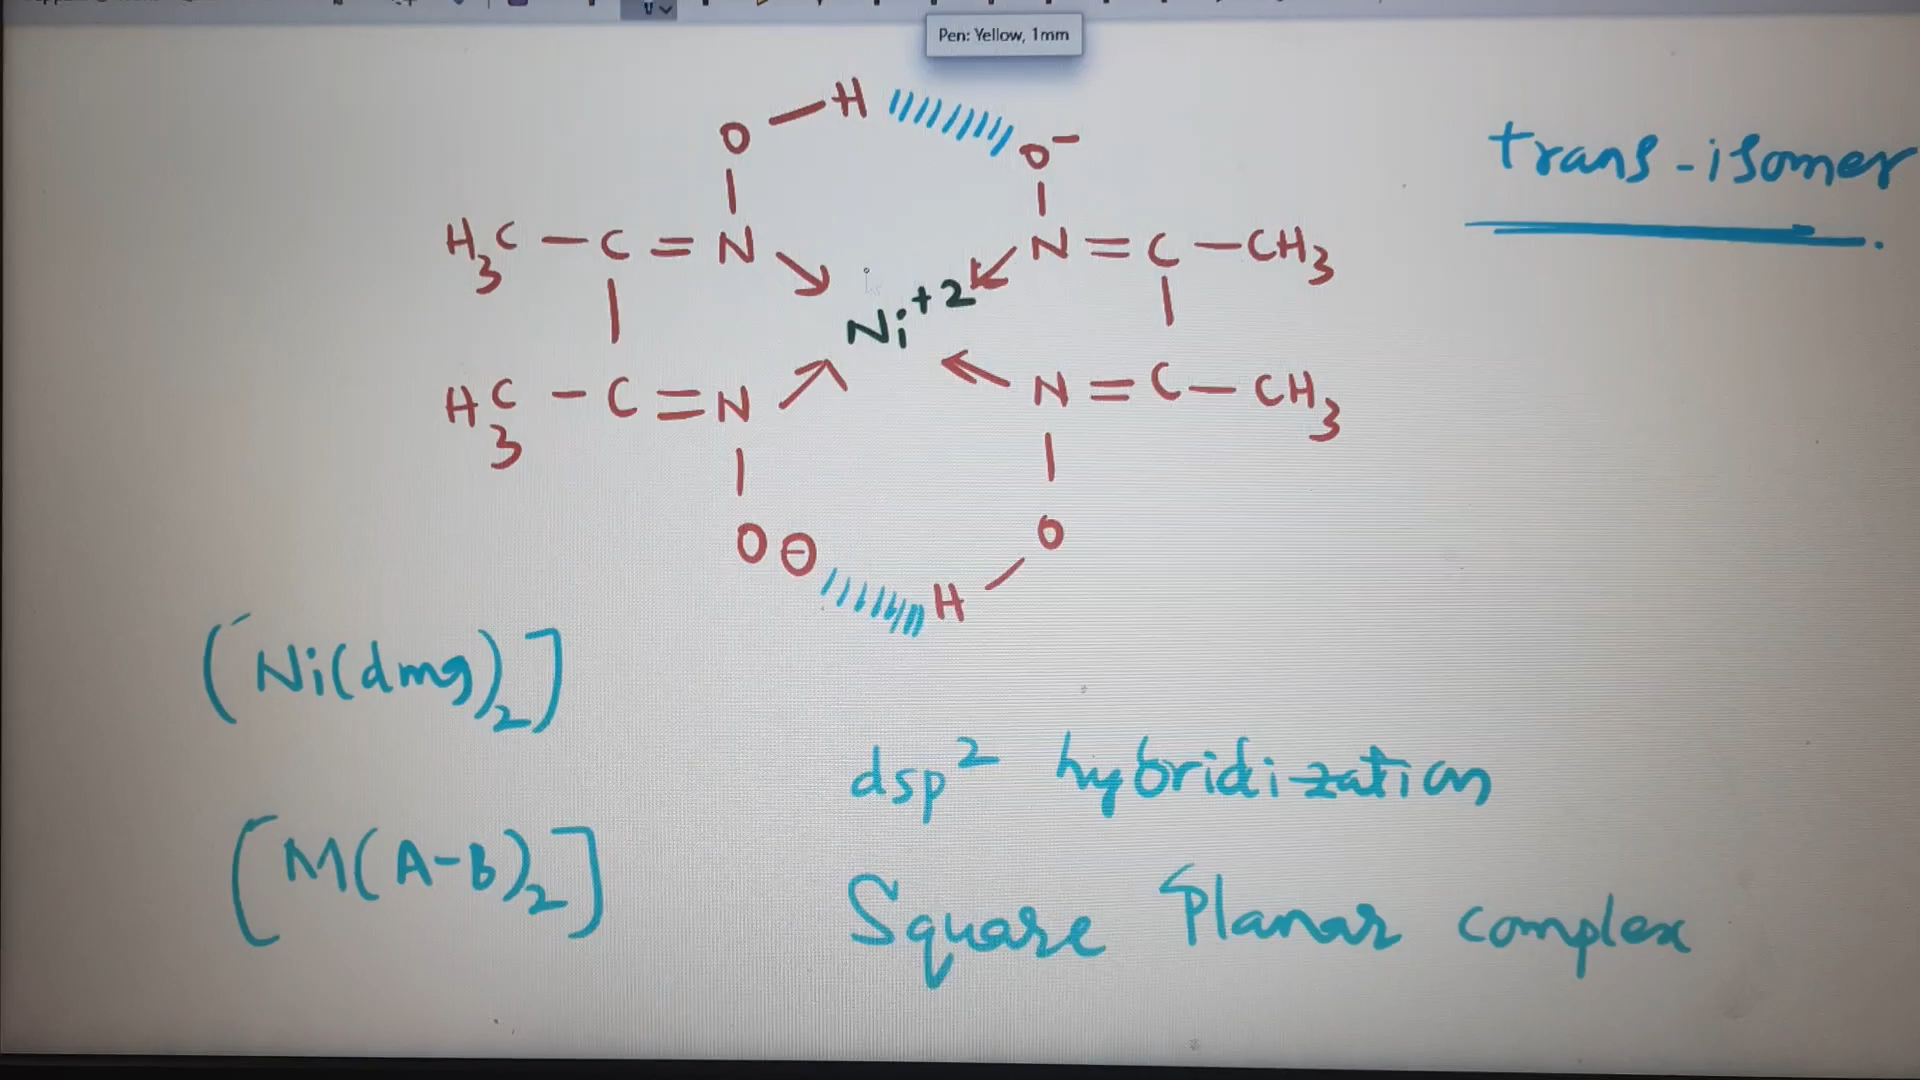 Pen: Yellow, 1mm
O - H O⁻
trans-isomer
H₃C - C = N N = C - CH₃
Ni⁺²
H₃C - C = N N = C - CH₃
O ⊖ H O
(Ni(dmg)₂]
dsp² hybridization
[M(A-B)₂]
Square Planar complex